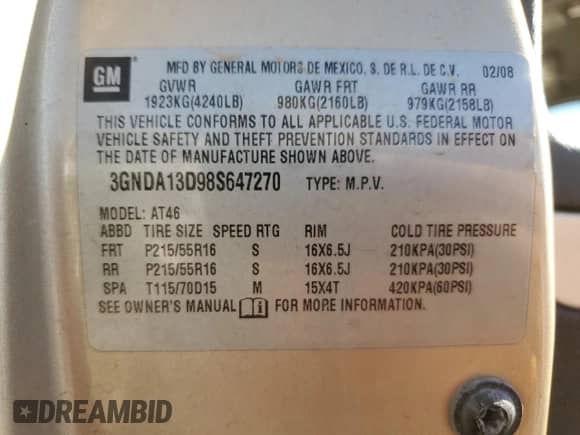 GM
MFD BY GENERAL MOTORS DE MEXICO, S. DE R.L. DE C.V. 02/08
GVWR GAWR FRT GAWR RR
1923KG(4240LB) 980KG(2160LB) 979KG(2158LB)
THIS VEHICLE CONFORMS TO ALL APPLICABLE U.S. FEDERAL MOTOR
VEHICLE SAFETY AND THEFT PREVENTION STANDARDS IN EFFECT ON
THE DATE OF MANUFACTURE SHOWN ABOVE.
3GNDA13D98S647270 TYPE: M.P.V.
MODEL: AT46
ABBD TIRE SIZE SPEED RTG RIM COLD TIRE PRESSURE
FRT P215/55R16 S 16X6.5J 210KPA(30PSI)
RR P215/55R16 S 16X6.5J 210KPA(30PSI)
SPA T115/70D15 M 15X4T 420KPA(60PSI)
SEE OWNER'S MANUAL FOR MORE INFORMATION.
DREAMBID